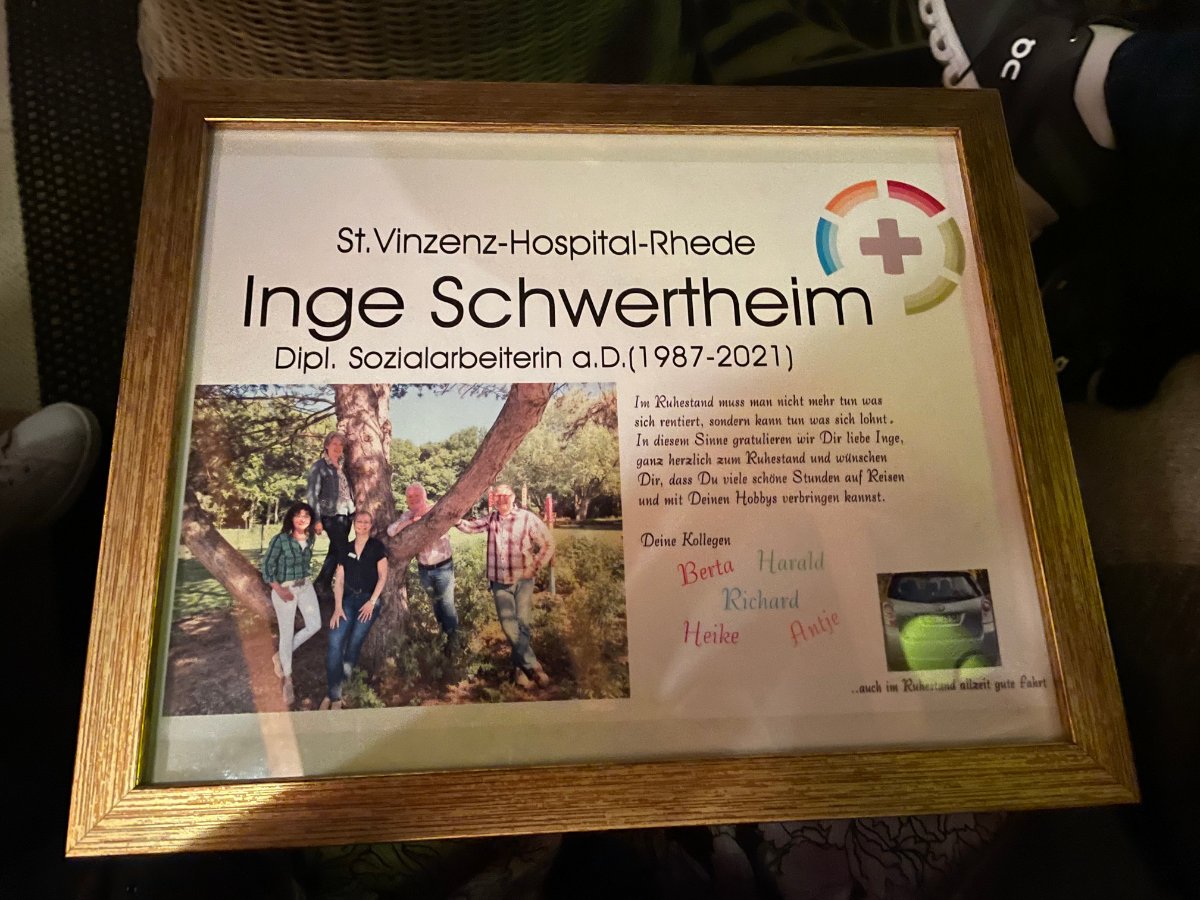 St.Vinzenz-Hospital-Rhede
Inge Schwertheim
Dipl. Sozialarbeiterin a.D.(1987-2021)
Im Ruhestand muss man nicht mehr tun was
sich rentiert, sondern kann tun was sich lohnt.
In diesem Sinne gratulieren wir Dir liebe Inge,
ganz herzlich zum Ruhestand und wünschen
Dir, dass Du viele schöne Stunden auf Reisen
und mit Deinen Hobbys verbringen kannst.
Deine Kollegen
Berta Harald
Richard
Heike Antje
...auch im Ruhestand allzeit gute Fahrt